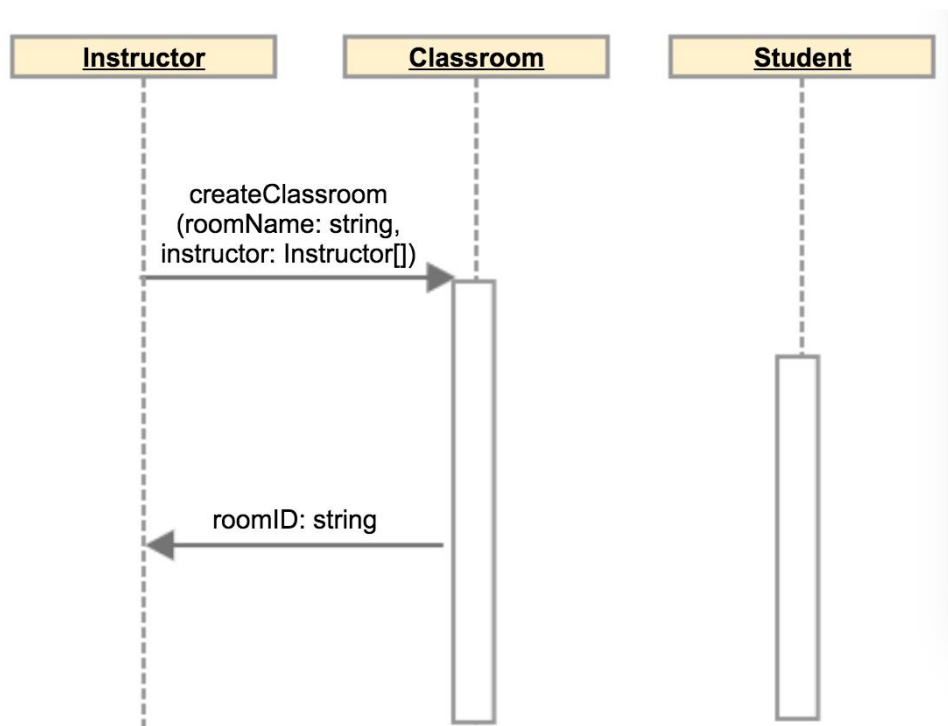 Instructor
Classroom
Student
createClassroom
(roomName: string,
instructor: Instructor[])
roomID: string